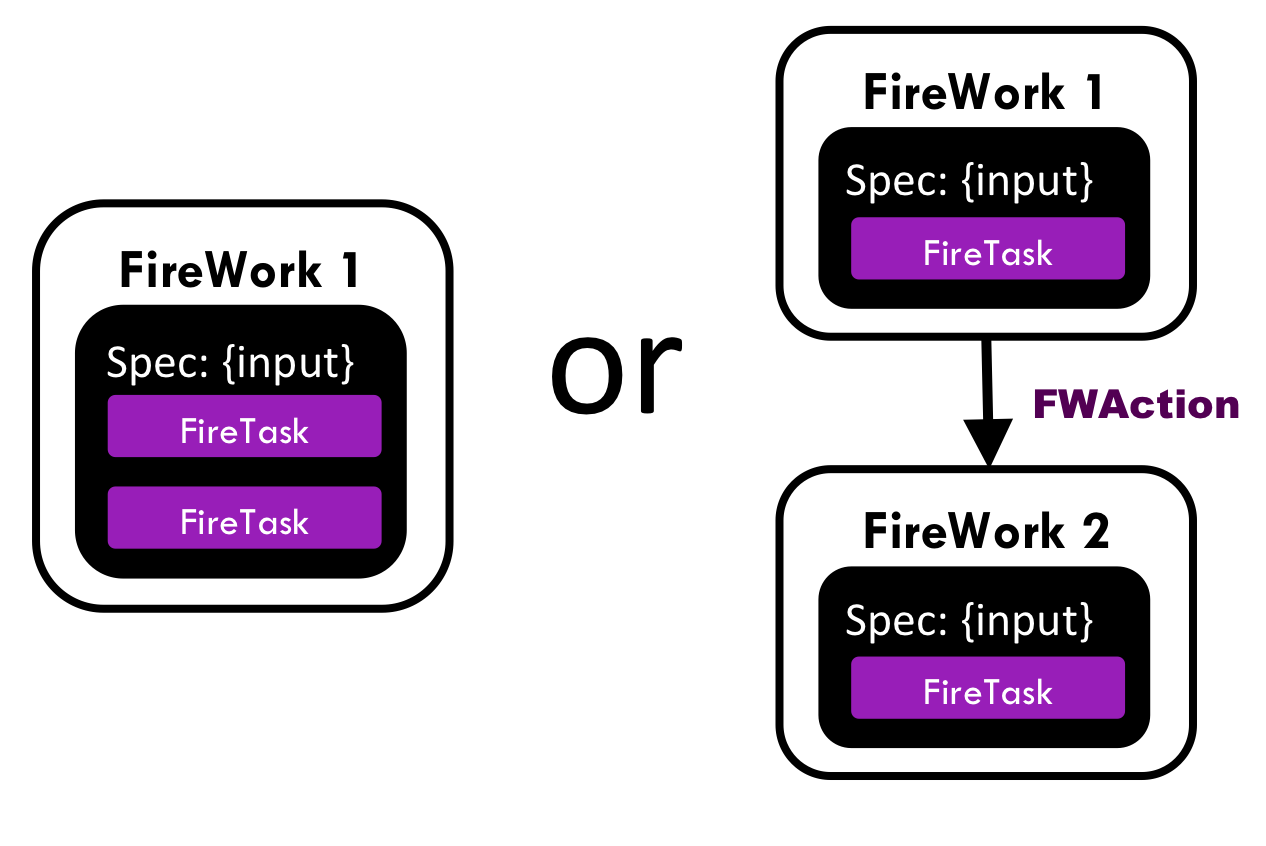 FireWork 1
Spec: {input}
FireTask
FireTask
or
FireWork 1
Spec: {input}
FireTask
FWAction
FireWork 2
Spec: {input}
FireTask